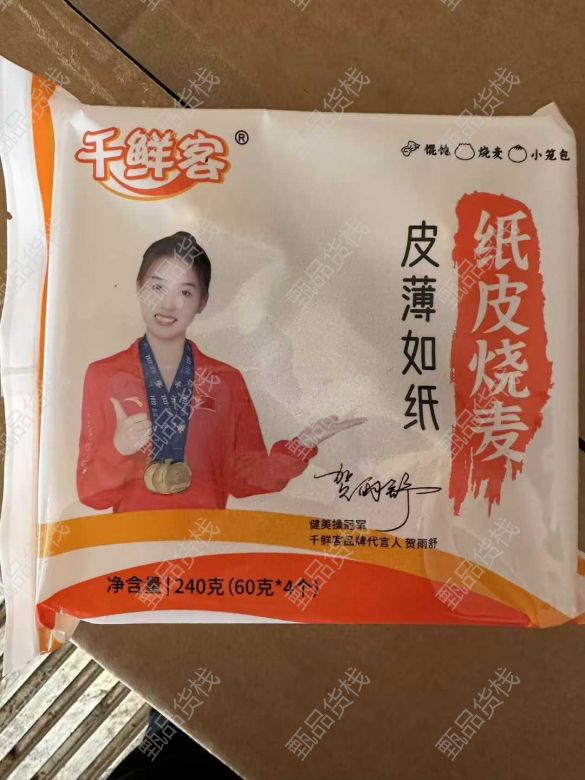 千鲜客®
馄饨 烧麦 小笼包
纸皮烧麦
皮薄如纸
贺雨舒
健美操冠军
千鲜客品牌代言人 贺雨舒
净含量 | 240克(60克*4个)
甄品货栈